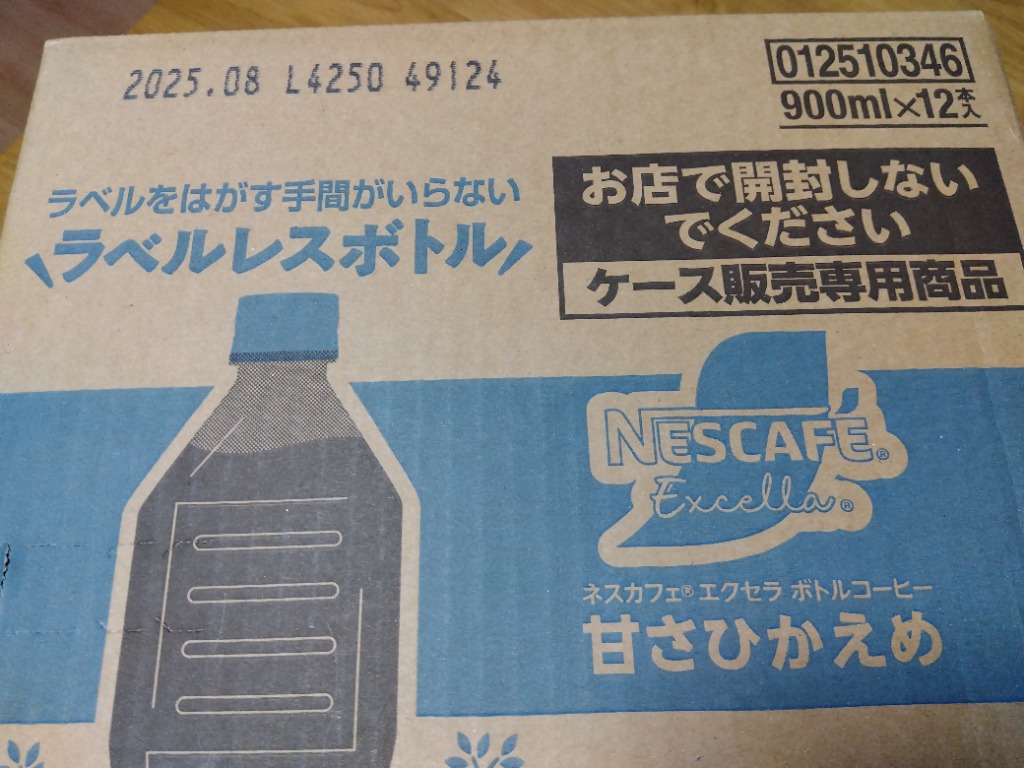 2025.08 L4250 49124
012510346
900ml×12本入
ラベルをはがす手間がいらない
ラベルレスボトル
お店で開封しない
でください
ケース販売専用商品
NESCAFÉ®
Excella®
ネスカフェ® エクセラ ボトルコーヒー
甘さひかえめ